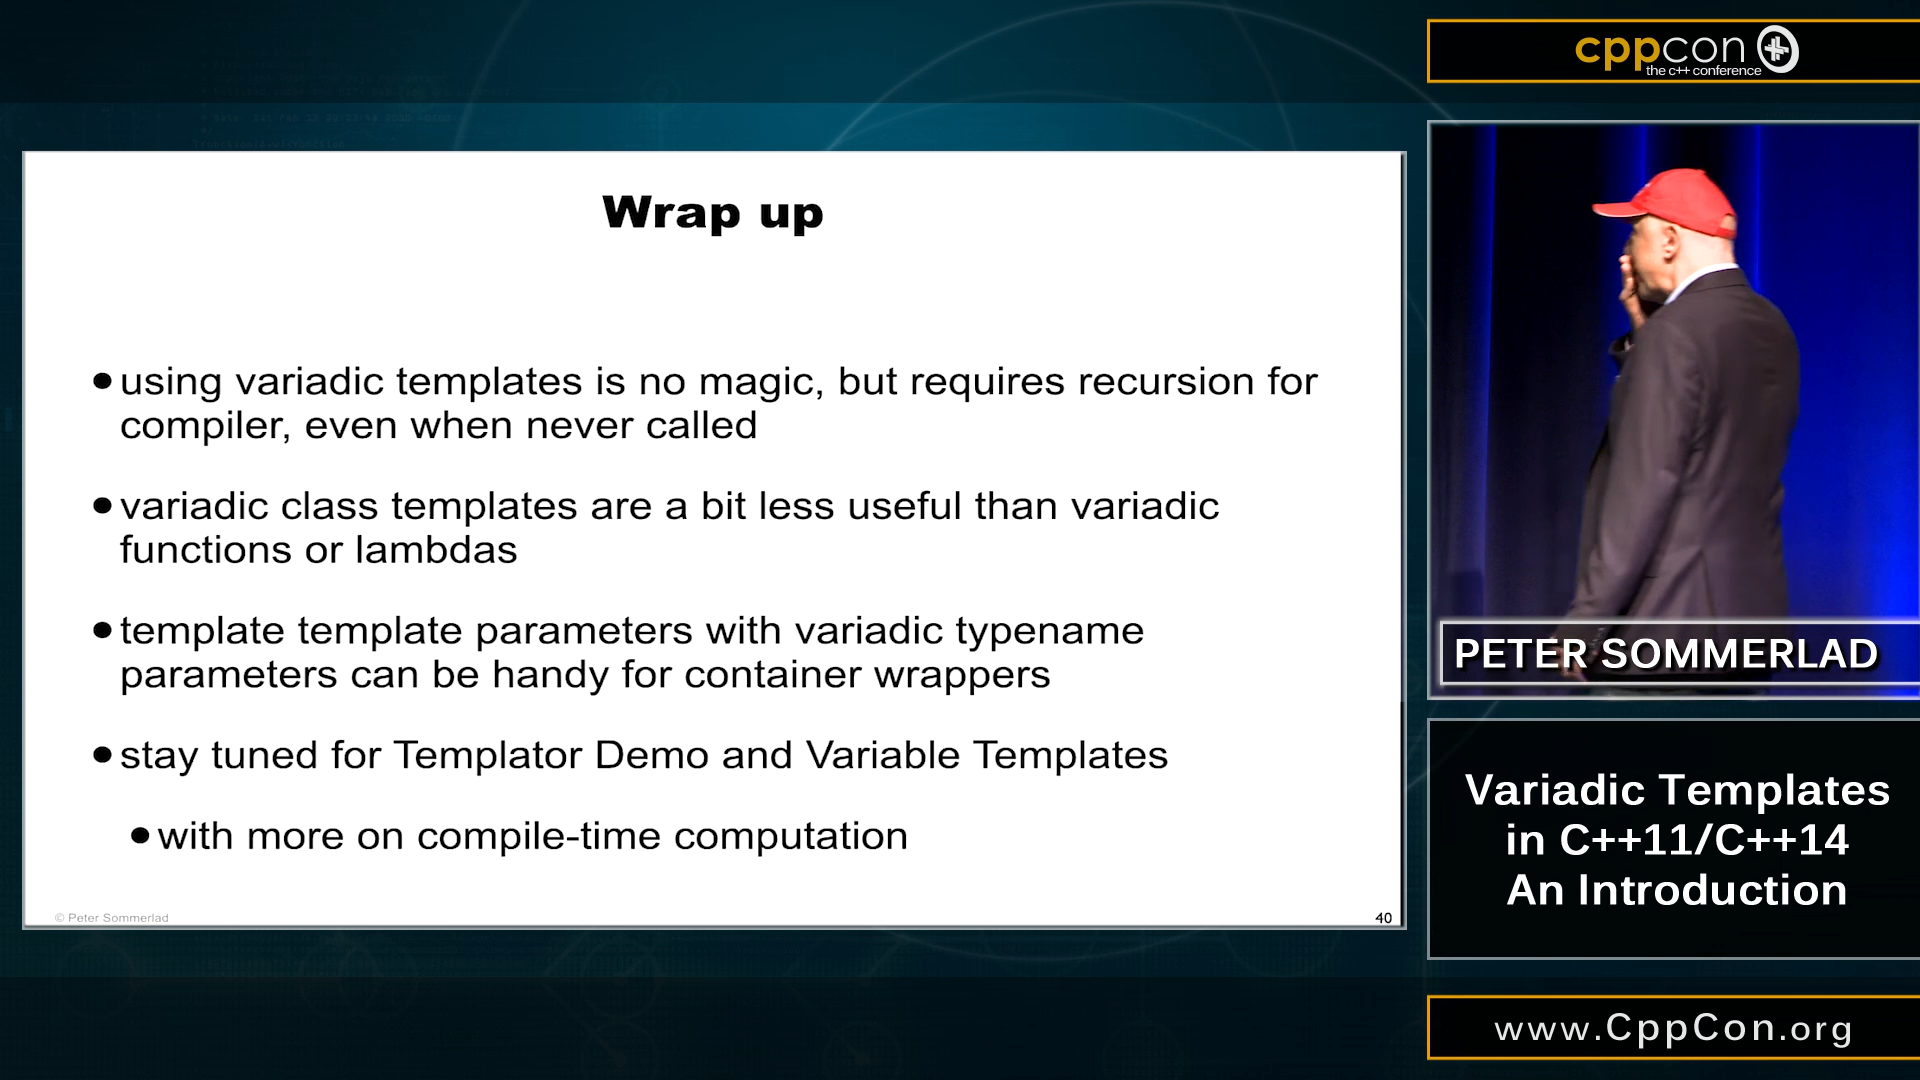 cppcon
the c++ conference
Wrap up
● using variadic templates is no magic, but requires recursion for
compiler, even when never called
● variadic class templates are a bit less useful than variadic
functions or lambdas
● template template parameters with variadic typename
parameters can be handy for container wrappers
● stay tuned for Templator Demo and Variable Templates
● with more on compile-time computation
© Peter Sommerlad
40
PETER SOMMERLAD
Variadic Templates
in C++11/C++14
An Introduction
www.CppCon.org